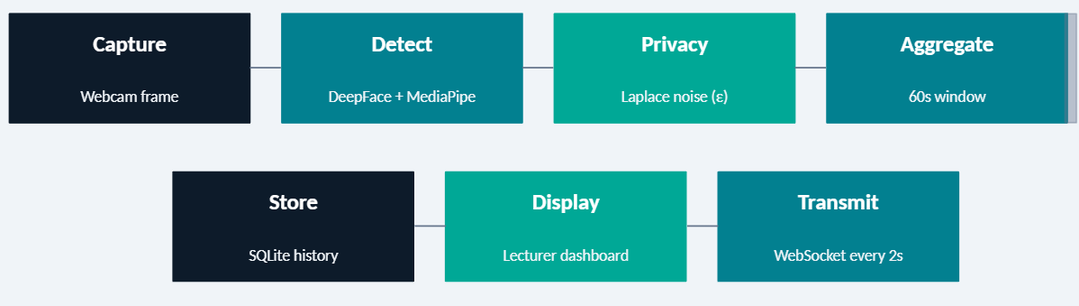 Capture
Webcam frame
Detect
DeepFace + MediaPipe
Privacy
Laplace noise (ε)
Aggregate
60s window
Store
SQLite history
Display
Lecturer dashboard
Transmit
WebSocket every 2s